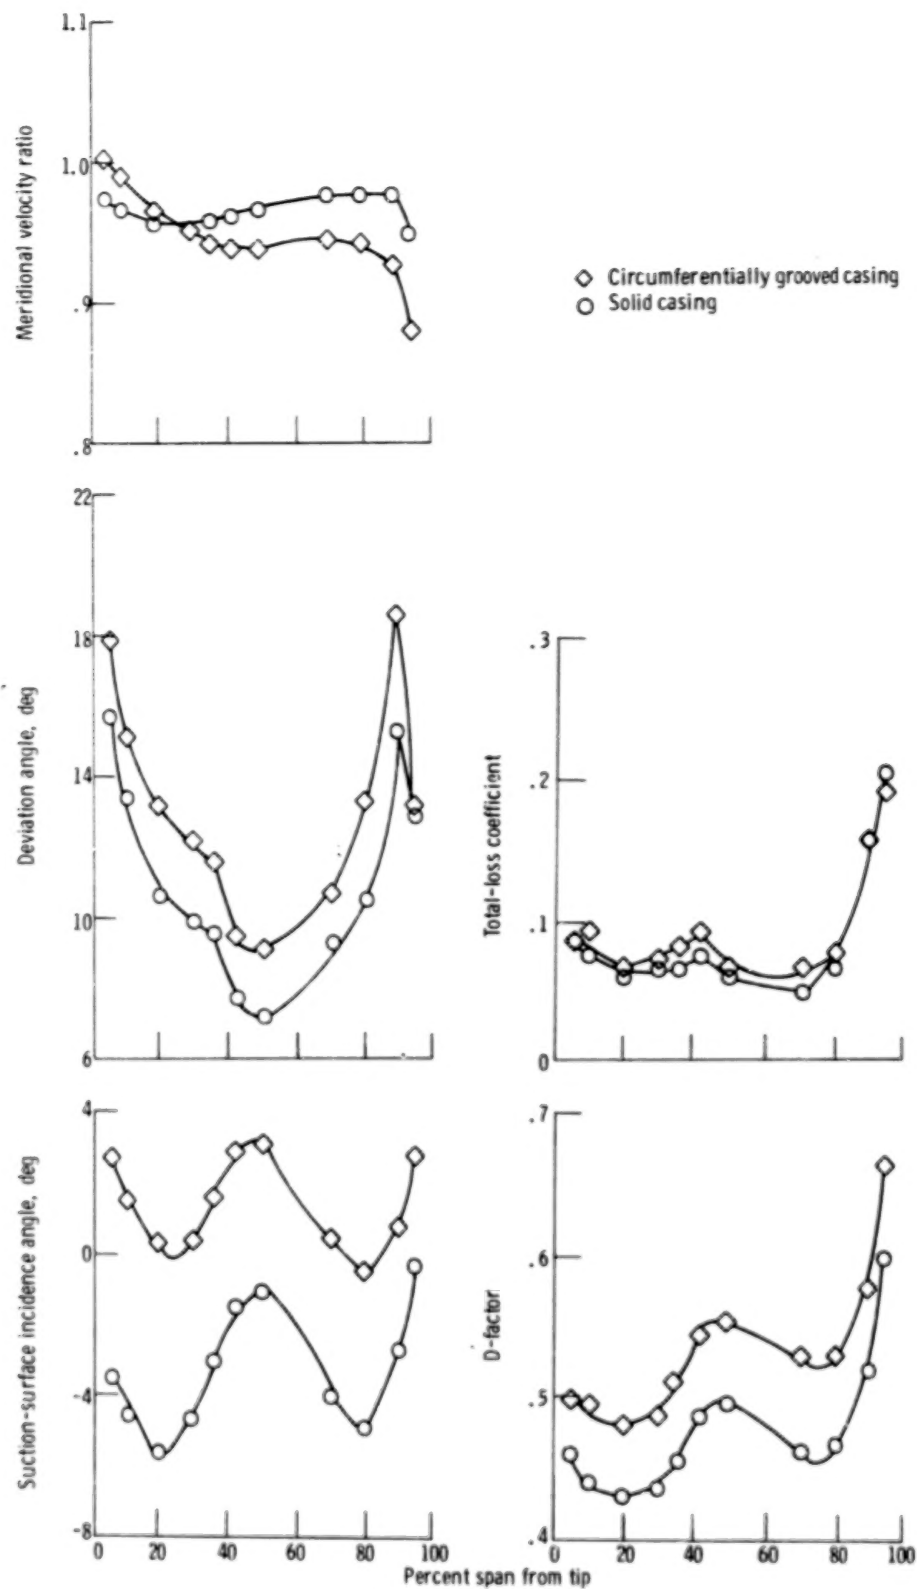 1.1
1.0
.9
.8
Meridional velocity ratio
Circumferentially grooved casing
Solid casing
22
18
14
10
6
Deviation angle, deg
.3
.2
.1
0
Total-loss coefficient
4
0
-4
-8
Suction-surface incidence angle, deg
0 20 40 60 80 100
.7
.6
.5
.4
D-factor
0 20 40 60 80 100
Percent span from tip